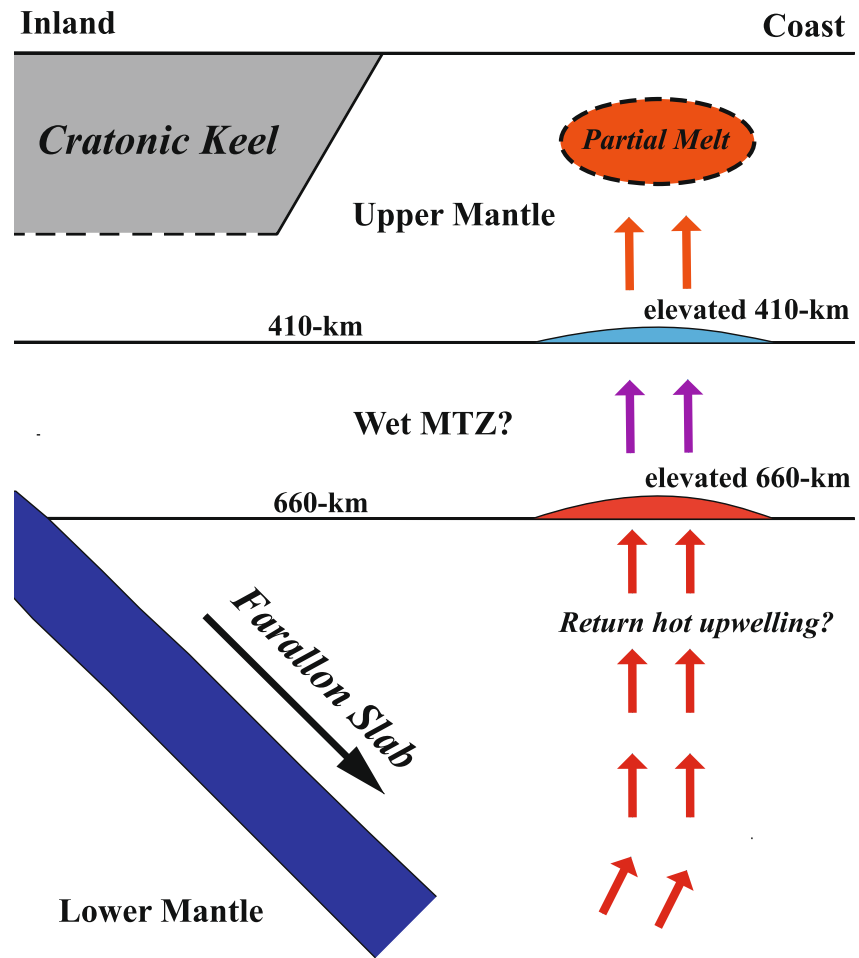 Inland
Coast
Cratonic Keel
Partial Melt
Upper Mantle
elevated 410-km
410-km
Wet MTZ?
elevated 660-km
660-km
Return hot upwelling?
Farallon Slab
Lower Mantle